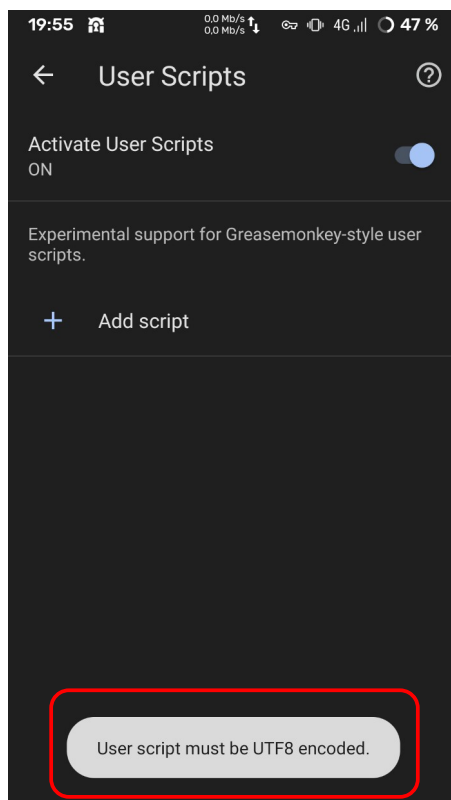 19:55
0,0 Mb/s
0,0 Mb/s
4G
47 %
User Scripts
Activate User Scripts
ON
Experimental support for Greasemonkey-style user
scripts.
+ Add script
User script must be UTF8 encoded.